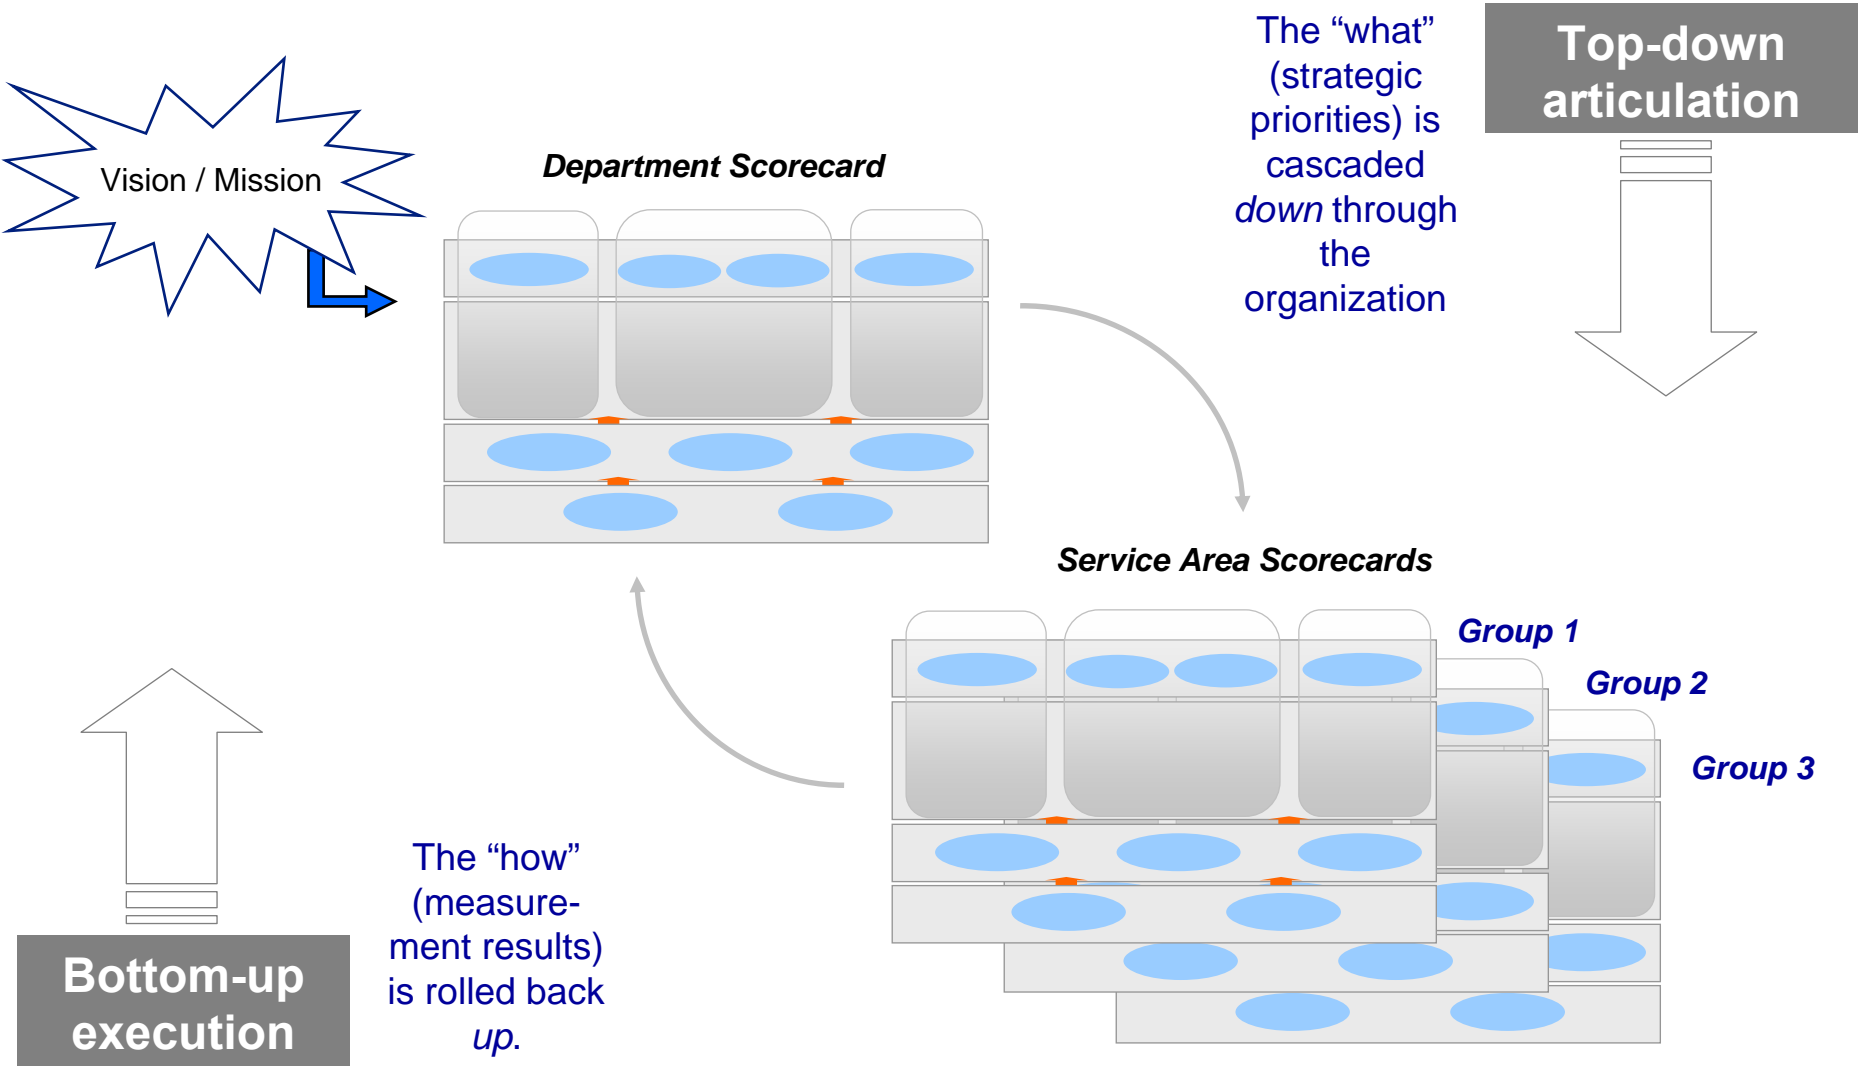 The “what”
(strategic
priorities) is
cascaded
down through
the
organization
Top-down
articulation
Vision / Mission
Department Scorecard
Service Area Scorecards
Group 1
Group 2
Group 3
The “how”
(measure-
ment results)
is rolled back
up.
Bottom-up
execution